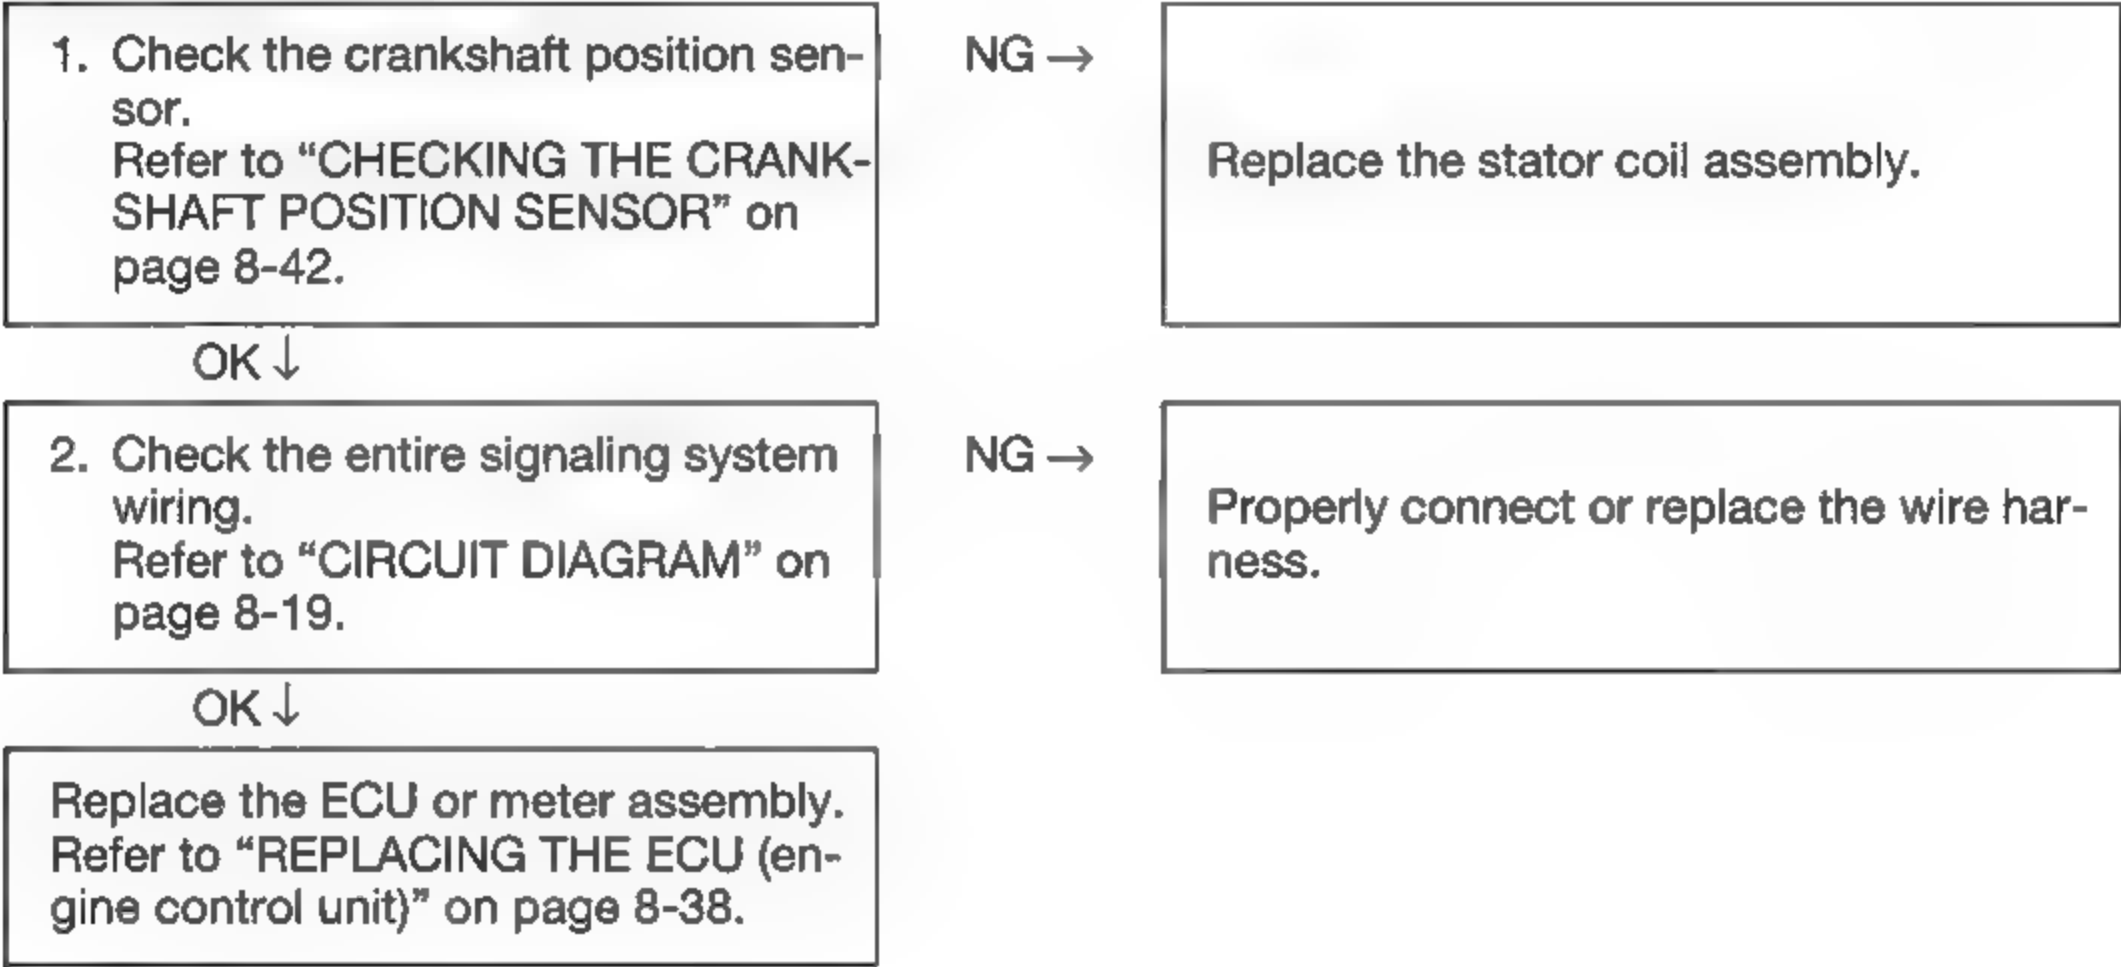 1. Check the crankshaft position sen-
sor.
Refer to “CHECKING THE CRANK-
SHAFT POSITION SENSOR” on
page 8-42.
NG →
Replace the stator coil assembly.
OK ↓
2. Check the entire signaling system
wiring.
Refer to “CIRCUIT DIAGRAM” on
page 8-19.
NG →
Properly connect or replace the wire har-
ness.
OK ↓
Replace the ECU or meter assembly.
Refer to “REPLACING THE ECU (en-
gine control unit)” on page 8-38.